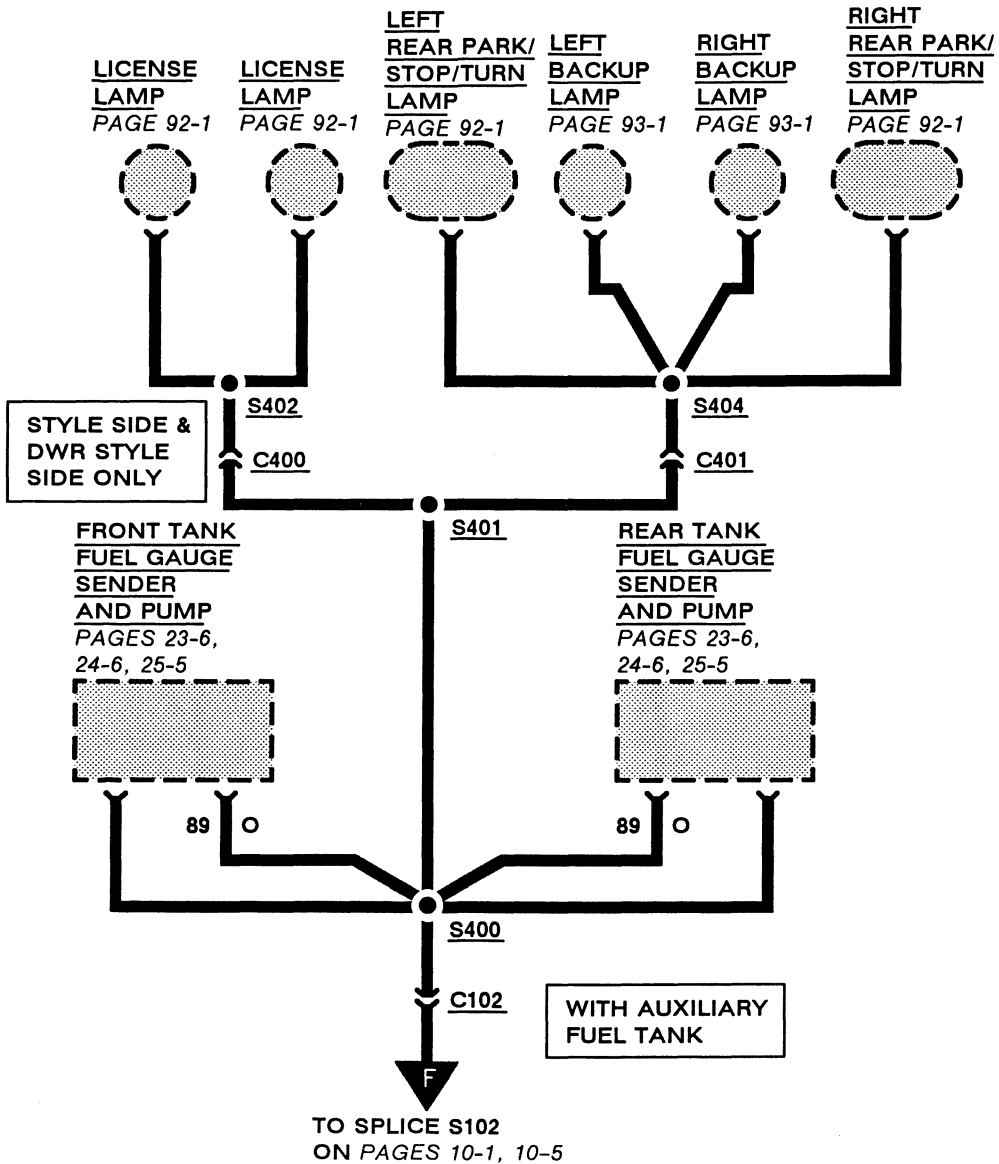 LICENSE
LAMP
PAGE 92-1
LICENSE
LAMP
PAGE 92-1
LEFT
REAR PARK/
STOP/TURN
LAMP
PAGE 92-1
LEFT
BACKUP
LAMP
PAGE 93-1
RIGHT
BACKUP
LAMP
PAGE 93-1
RIGHT
REAR PARK/
STOP/TURN
LAMP
PAGE 92-1
S402
S404
STYLE SIDE &
DWR STYLE
SIDE ONLY
C400
C401
S401
FRONT TANK
FUEL GAUGE
SENDER
AND PUMP
PAGES 23-6,
24-6, 25-5
REAR TANK
FUEL GAUGE
SENDER
AND PUMP
PAGES 23-6,
24-6, 25-5
89 O
89 O
S400
C102
WITH AUXILIARY
FUEL TANK
F
TO SPLICE S102
ON PAGES 10-1, 10-5